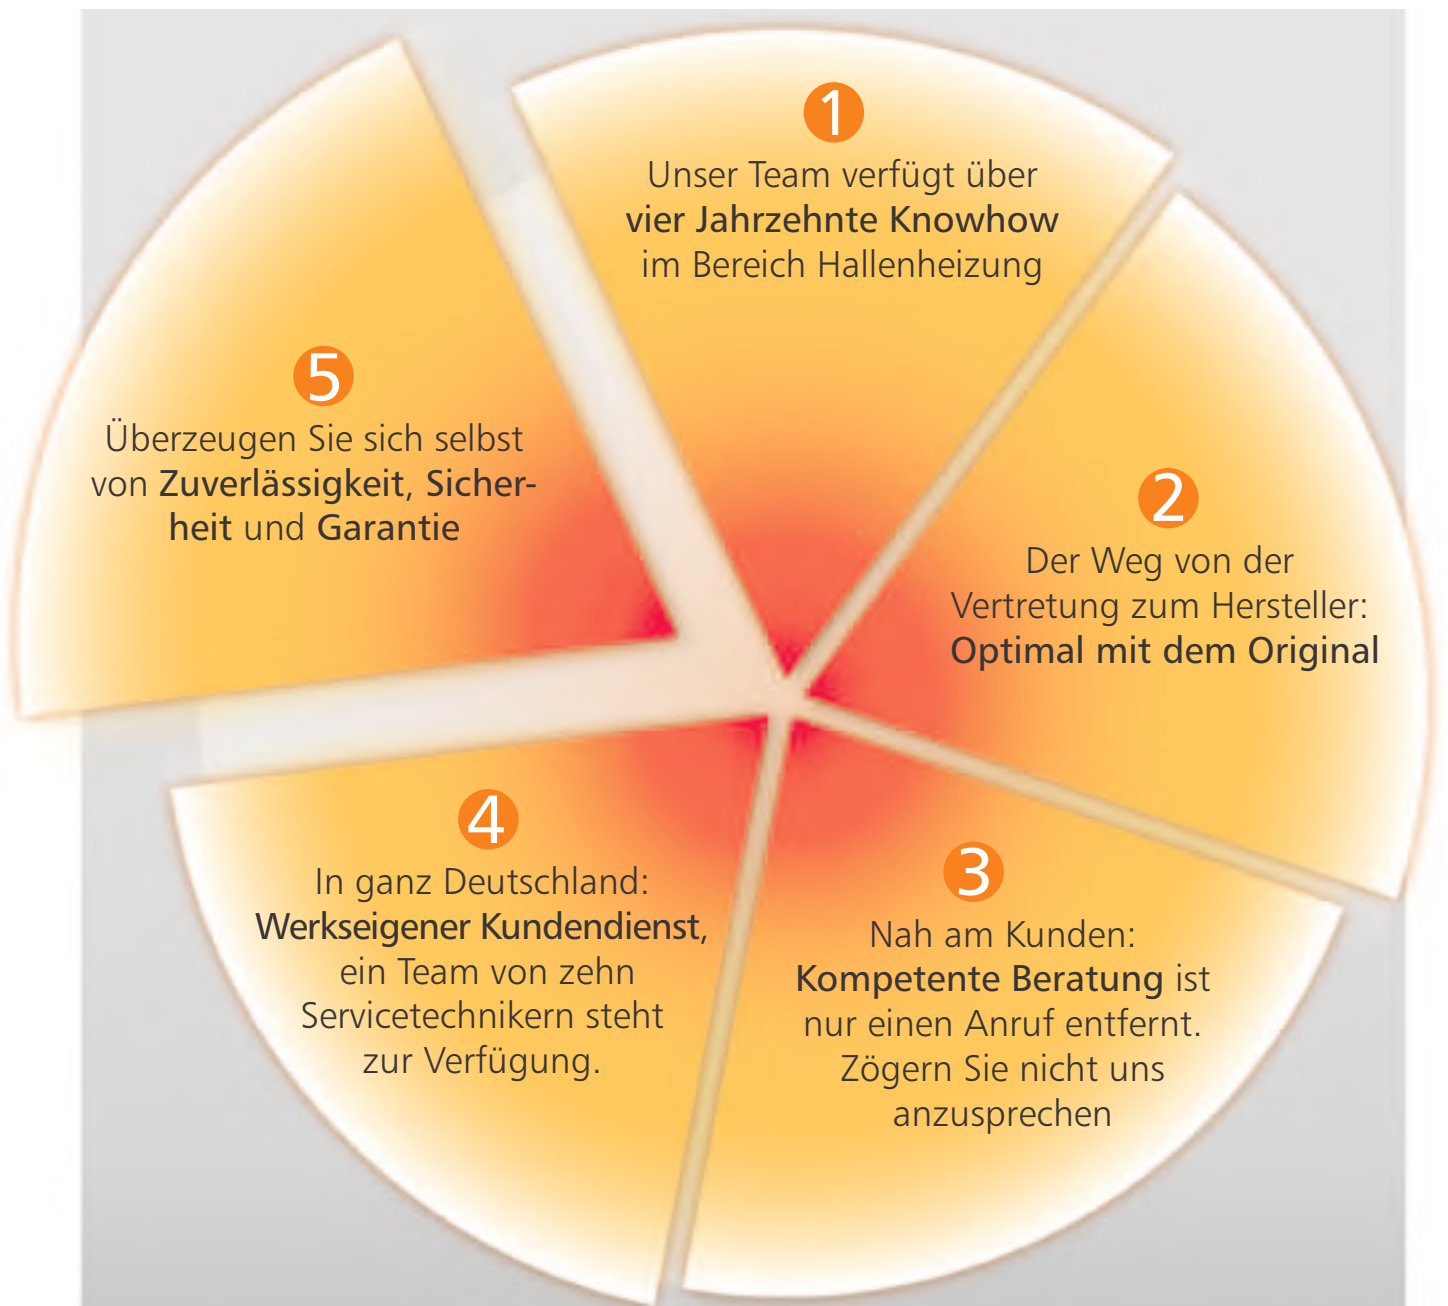 1
Unser Team verfügt über
vier Jahrzehnte Knowhow
im Bereich Hallenheizung
2
Der Weg von der
Vertretung zum Hersteller:
Optimal mit dem Original
3
Nah am Kunden:
Kompetente Beratung ist
nur einen Anruf entfernt.
Zögern Sie nicht uns
anzusprechen
4
In ganz Deutschland:
Werkseigener Kundendienst,
ein Team von zehn
Servicetechnikern steht
zur Verfügung.
5
Überzeugen Sie sich selbst
von Zuverlässigkeit, Sicher-
heit und Garantie